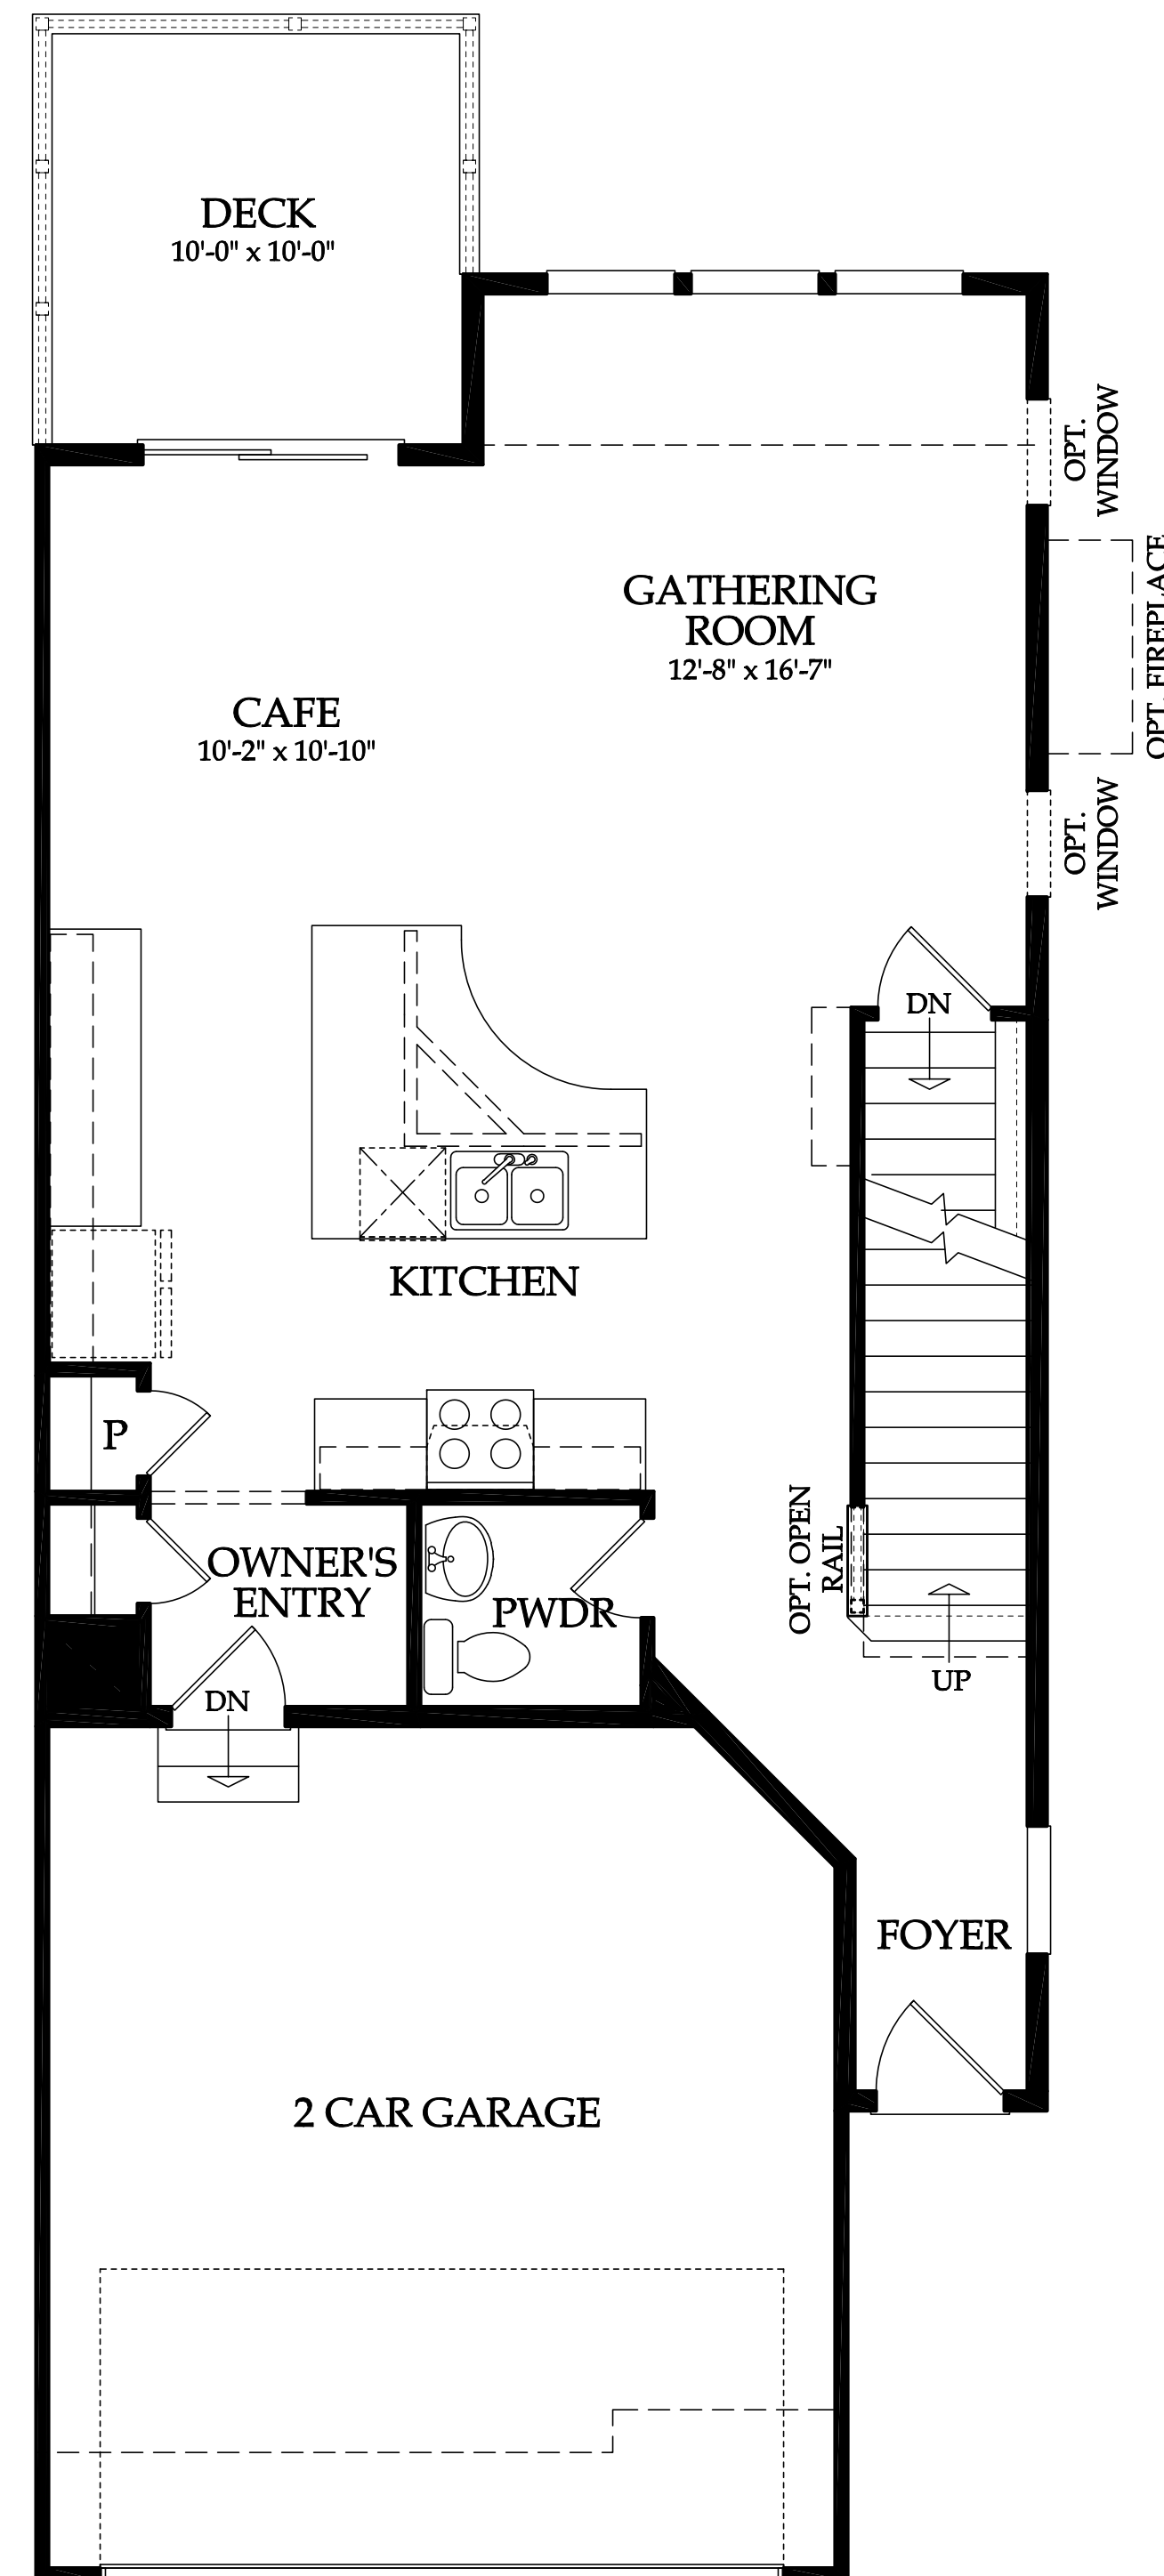 DECK
10'-0" x 10'-0"
OPT.
WINDOW
GATHERING
ROOM
12'-8" x 16'-7"
OPT. FIREPLACE
CAFE
10'-2" x 10'-10"
OPT.
WINDOW
DN
KITCHEN
P
OPT. OPEN
RAIL
OWNER'S
ENTRY
PWDR
UP
DN
FOYER
2 CAR GARAGE